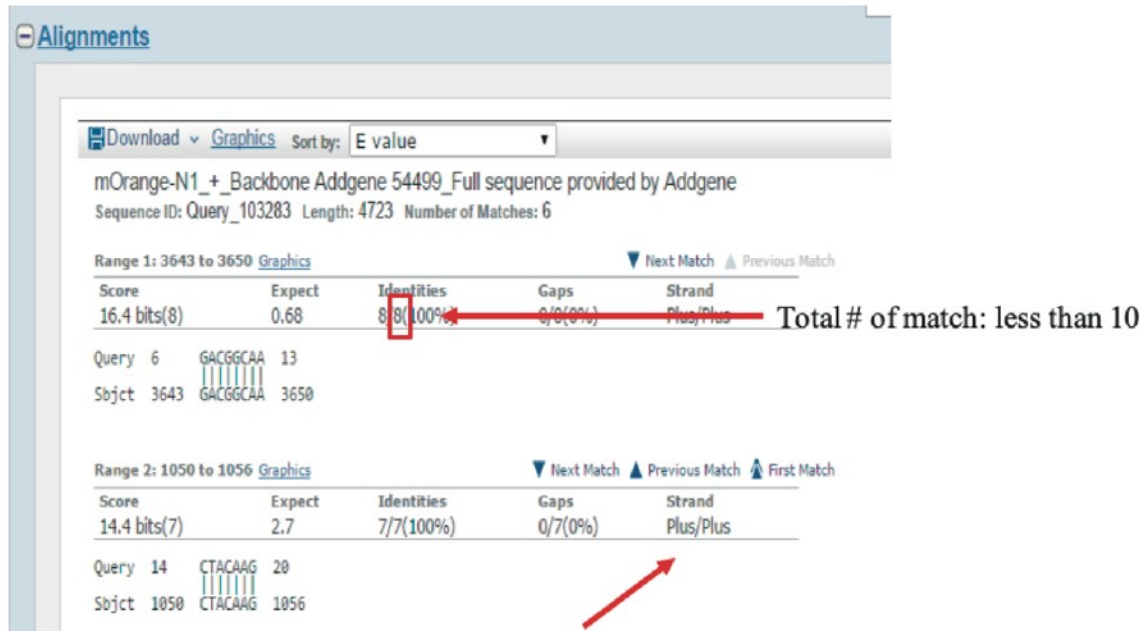 Alignments
Download Graphics Sort by: E value
mOrange-N1_+_Backbone Addgene 54499_Full sequence provided by Addgene
Sequence ID: Query_103283 Length: 4723 Number of Matches: 6
Range 1: 3643 to 3650 Graphics Next Match Previous Match
Score Expect Identities Gaps Strand
16.4 bits(8) 0.68 8/8(100%) 0/8(0%) Plus/Plus Total # of match: less than 10
Query 6 GACGGCAA 13
Sbjct 3643 GACGGCAA 3650
Range 2: 1050 to 1056 Graphics Next Match Previous Match First Match
Score Expect Identities Gaps Strand
14.4 bits(7) 2.7 7/7(100%) 0/7(0%) Plus/Plus
Query 14 CTACAAG 20
Sbjct 1050 CTACAAG 1056